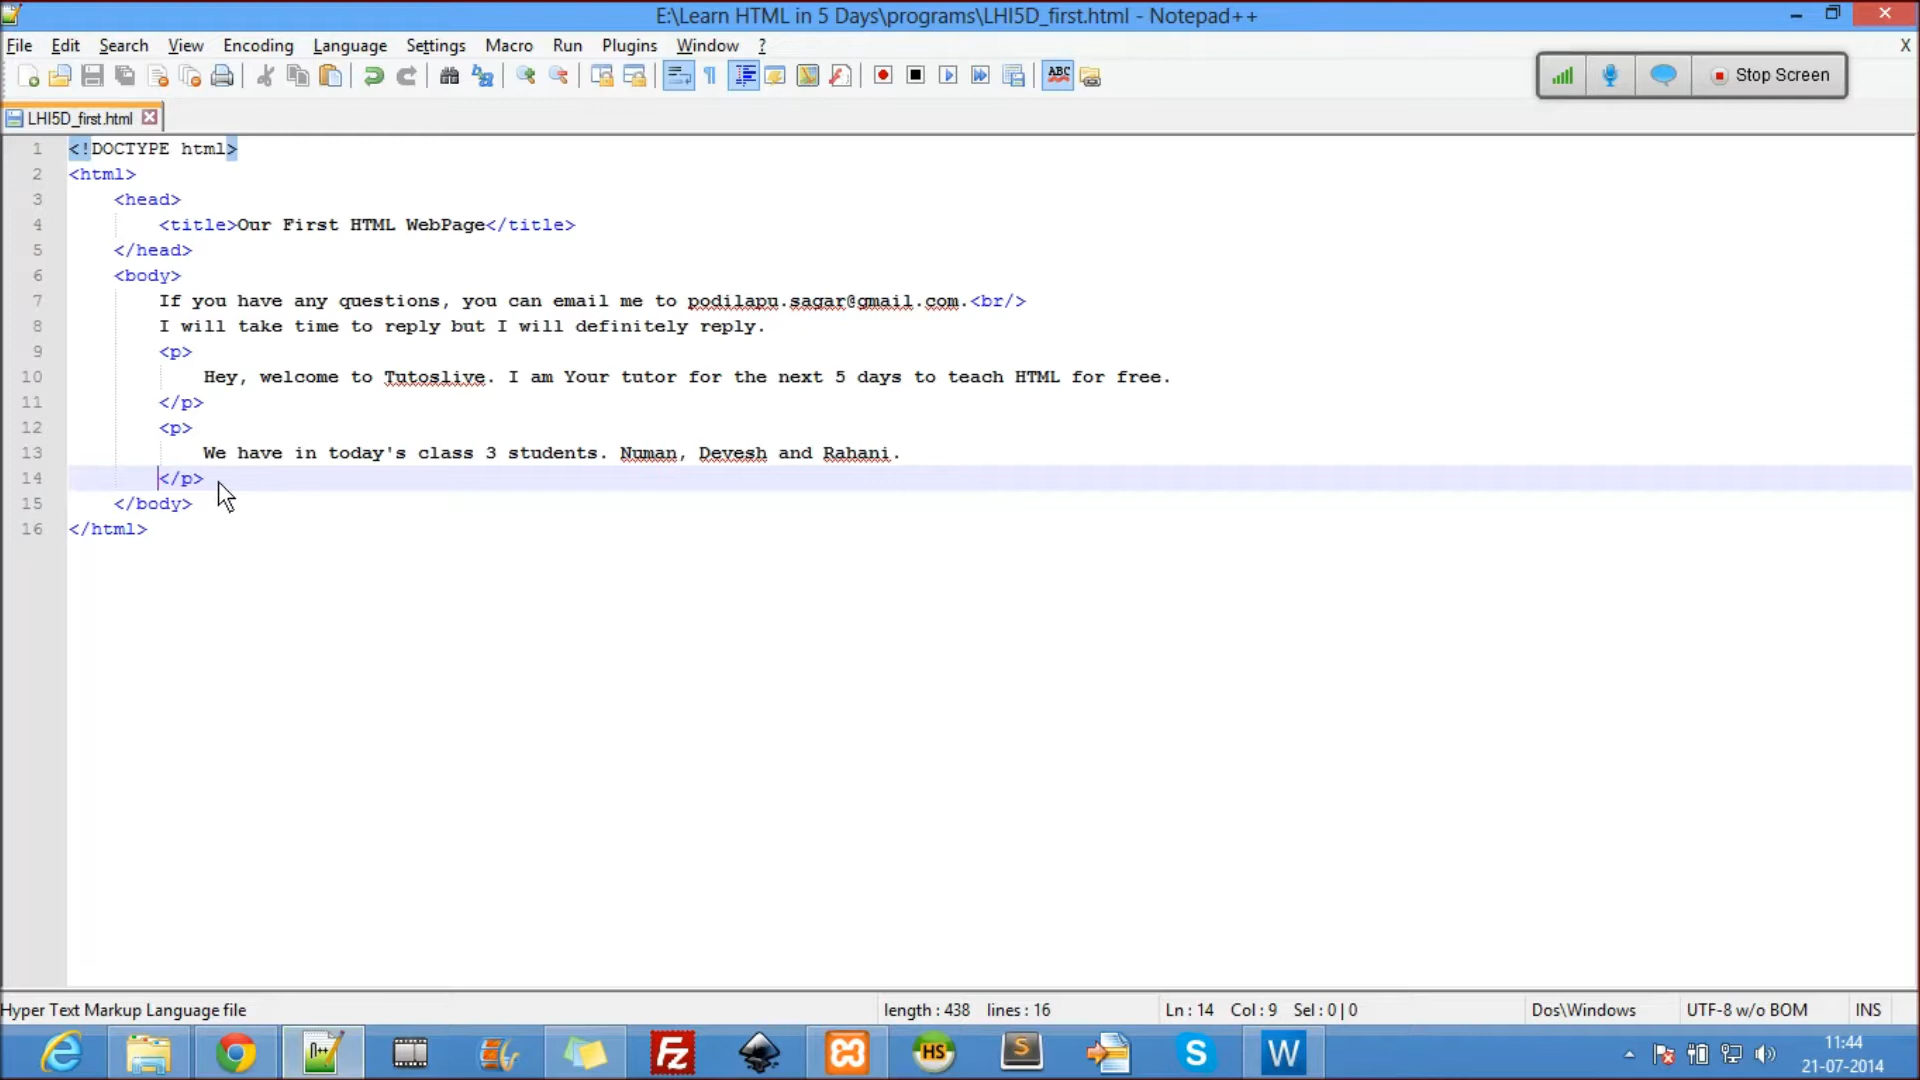 E:\Learn HTML in 5 Days\programs\LHI5D_first.html - Notepad++
File Edit Search View Encoding Language Settings Macro Run Plugins Window ? X
ABC
Stop Screen
LHI5D_first.html
1 <!DOCTYPE html>
2 <html>
3 <head>
4 <title>Our First HTML WebPage</title>
5 </head>
6 <body>
7 If you have any questions, you can email me to podilapu.sagar@gmail.com.<br/>
8 I will take time to reply but I will definitely reply.
9 <p>
10 Hey, welcome to Tutoslive. I am Your tutor for the next 5 days to teach HTML for free.
11 </p>
12 <p>
13 We have in today's class 3 students. Numan, Devesh and Rahani.
14 </p>
15 </body>
16 </html>
Hyper Text Markup Language file length : 438 lines : 16 Ln : 14 Col : 9 Sel : 0 | 0 Dos\Windows UTF-8 w/o BOM INS
n++ Fz HS S S W
11:44
21-07-2014